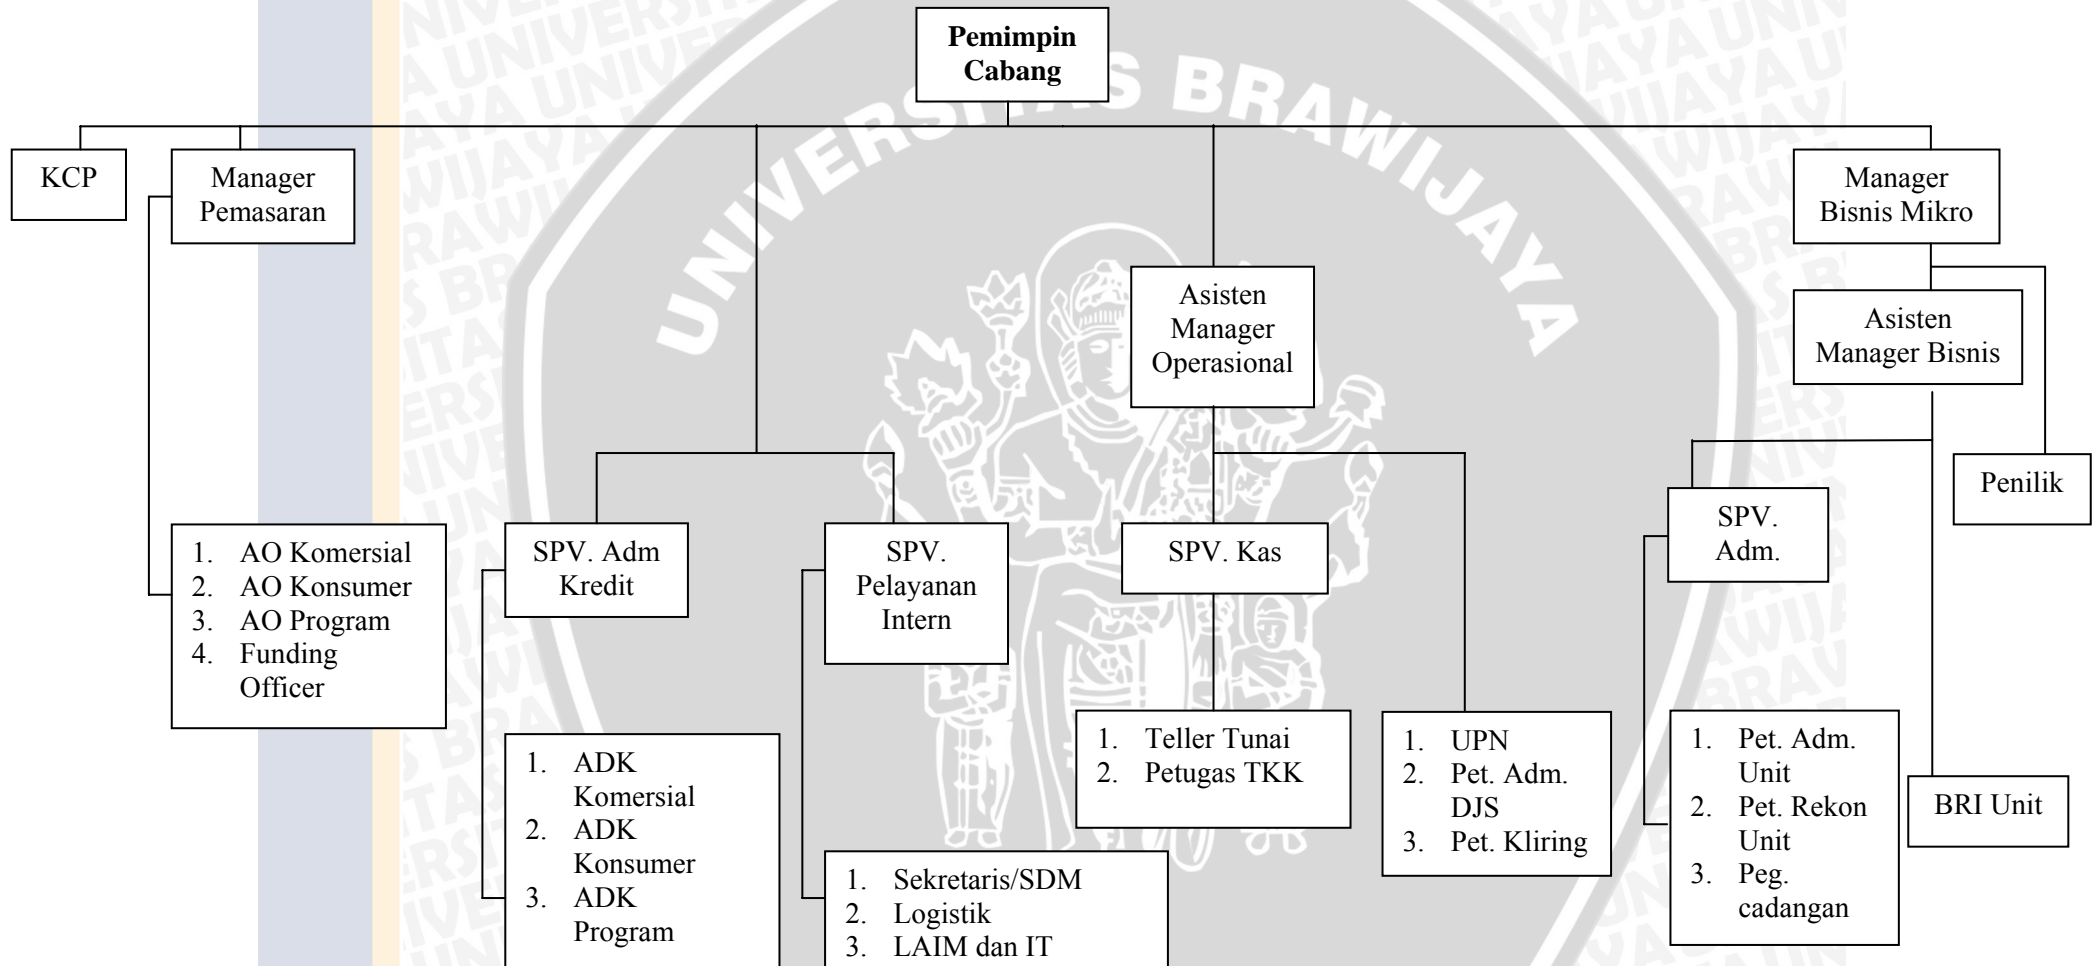 Pemimpin
Cabang
UNIVERSITAS BRAWIJAYA
KCP
Manager
Pemasaran
Manager
Bisnis Mikro
Asisten
Manager
Operasional
Asisten
Manager Bisnis
Penilik
1. AO Komersial
2. AO Konsumer
3. AO Program
4. Funding
Officer
SPV. Adm
Kredit
SPV.
Pelayanan
Intern
SPV. Kas
SPV.
Adm.
1. ADK
Komersial
2. ADK
Konsumer
3. ADK
Program
1. Sekretaris/SDM
2. Logistik
3. LAIM dan IT
1. Teller Tunai
2. Petugas TKK
1. UPN
2. Pet. Adm.
DJS
3. Pet. Kliring
1. Pet. Adm.
Unit
2. Pet. Rekon
Unit
3. Peg.
cadangan
BRI Unit